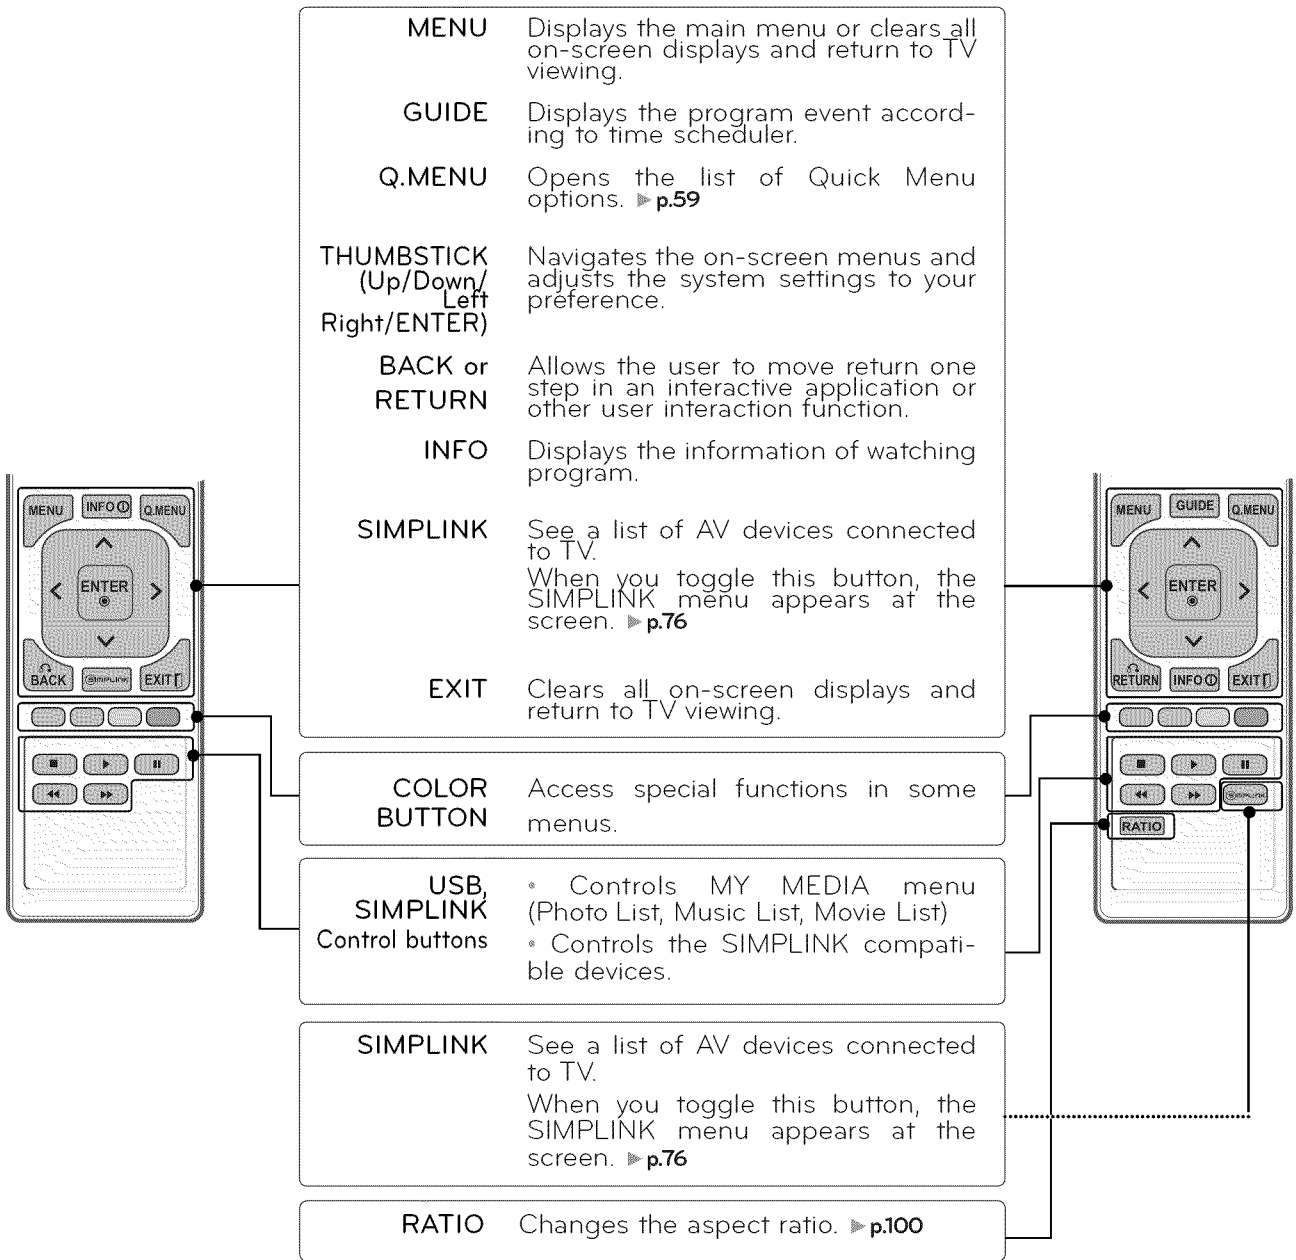 MENU Displays the main menu or clears all
on-screen displays and return to TV
viewing.
GUIDE Displays the program event accord-
ing to time scheduler.
Q.MENU Opens the list of Quick Menu
options. ▶ p.59
THUMBSTICK Navigates the on-screen menus and
(Up/Down/ adjusts the system settings to your
Left preference.
Right/ENTER)
BACK or Allows the user to move return one
step in an interactive application or
RETURN other user interaction function.
INFO Displays the information of watching
program.
SIMPLINK See a list of AV devices connected
to TV.
When you toggle this button, the
SIMPLINK menu appears at the
screen. ▶ p.76
EXIT Clears all on-screen displays and
return to TV viewing.
COLOR Access special functions in some
BUTTON menus.
USB, • Controls MY MEDIA menu
SIMPLINK (Photo List, Music List, Movie List)
Control buttons • Controls the SIMPLINK compati-
ble devices.
SIMPLINK See a list of AV devices connected
to TV.
When you toggle this button, the
SIMPLINK menu appears at the
screen. ▶ p.76
RATIO Changes the aspect ratio. ▶ p.100
MENU INFO Q.MENU
ENTER
BACK SIMPLINK EXIT
MENU GUIDE Q.MENU
ENTER
RETURN INFO EXIT
SIMPLINK
RATIO